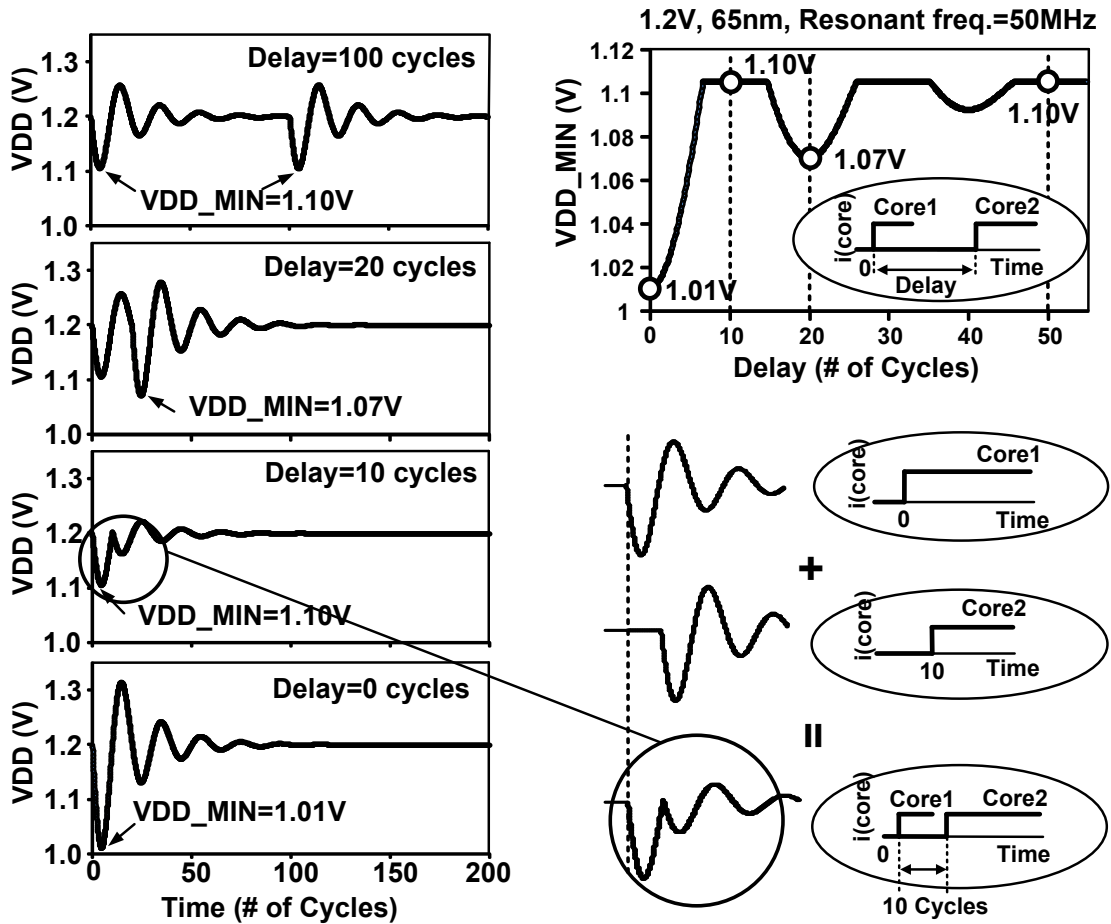 VDD (V)
1.3
1.2
1.1
1.0
Delay=100 cycles
VDD_MIN=1.10V
VDD (V)
1.3
1.2
1.1
1.0
Delay=20 cycles
VDD_MIN=1.07V
VDD (V)
1.3
1.2
1.1
1.0
Delay=10 cycles
VDD_MIN=1.10V
VDD (V)
1.3
1.2
1.1
1.0
Delay=0 cycles
VDD_MIN=1.01V
0 50 100 150 200
Time (# of Cycles)
1.2V, 65nm, Resonant freq.=50MHz
VDD_MIN (V)
1.12
1.1
1.08
1.06
1.04
1.02
1
1.10V
1.07V
1.10V
1.01V
i(core)
Core1 Core2
0 Time
Delay
0 10 20 30 40 50
Delay (# of Cycles)
i(core)
Core1
0 Time
+
i(core)
Core2
10 Time
=
i(core)
Core1 Core2
0 Time
10 Cycles